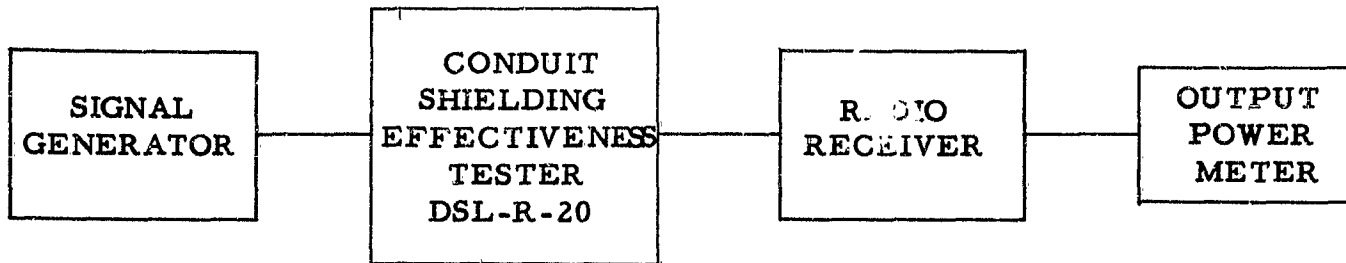 SIGNAL
GENERATOR
CONDUIT
SHIELDING
EFFECTIVENESS
TESTER
DSL-R-20
RECEIVER
OUTPUT
POWER
METER